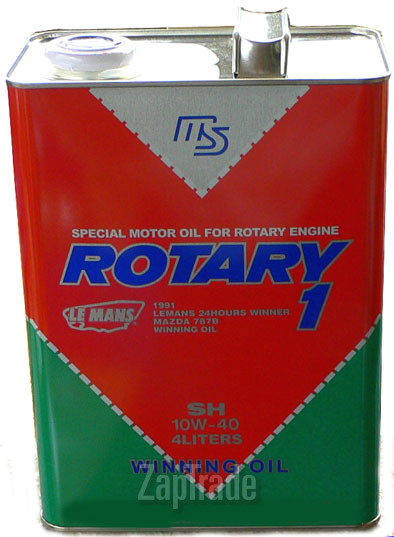 MS
SPECIAL MOTOR OIL FOR ROTARY ENGINE
ROTARY
1
LE MANS
1991
LEMANS 24HOURS WINNER
MAZDA 787B
WINNING OIL
SH
10W-40
4LITERS
WINNING OIL
ZapTrade